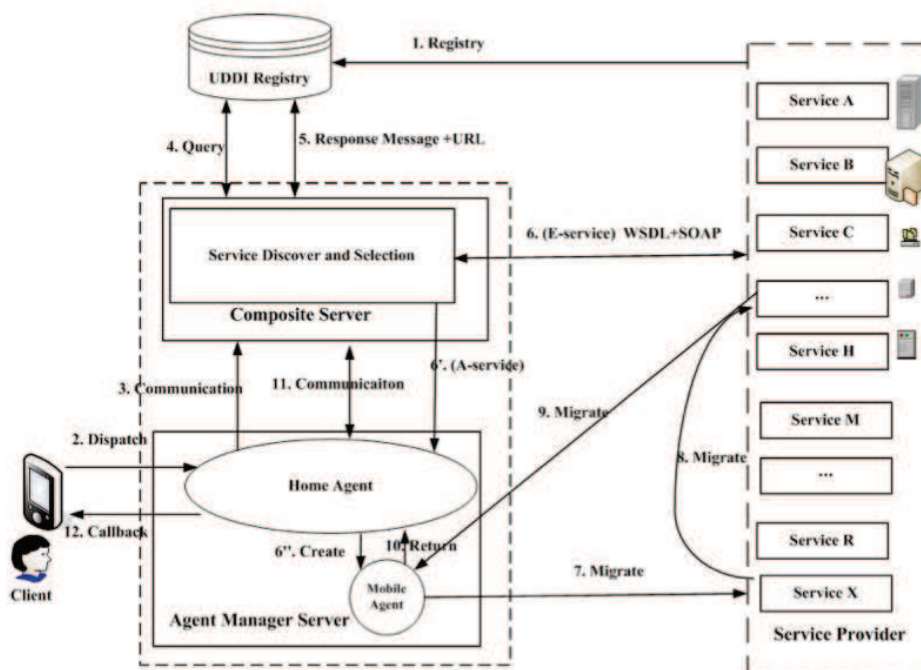 1. Registry
UDDI Registry
Service A
4. Query
5. Response Message +URL
Service B
6. (E-service) WSDL+SOAP
Service C
Service Discover and Selection
...
Composite Server
Service H
3. Communication
11. Communicaiton
6'. (A-service)
9. Migrate
Service M
2. Dispatch
8. Migrate
...
Home Agent
12. Callback
6''. Create
10. Return
Service R
7. Migrate
Mobile
Agent
Service X
Client
Agent Manager Server
Service Provider